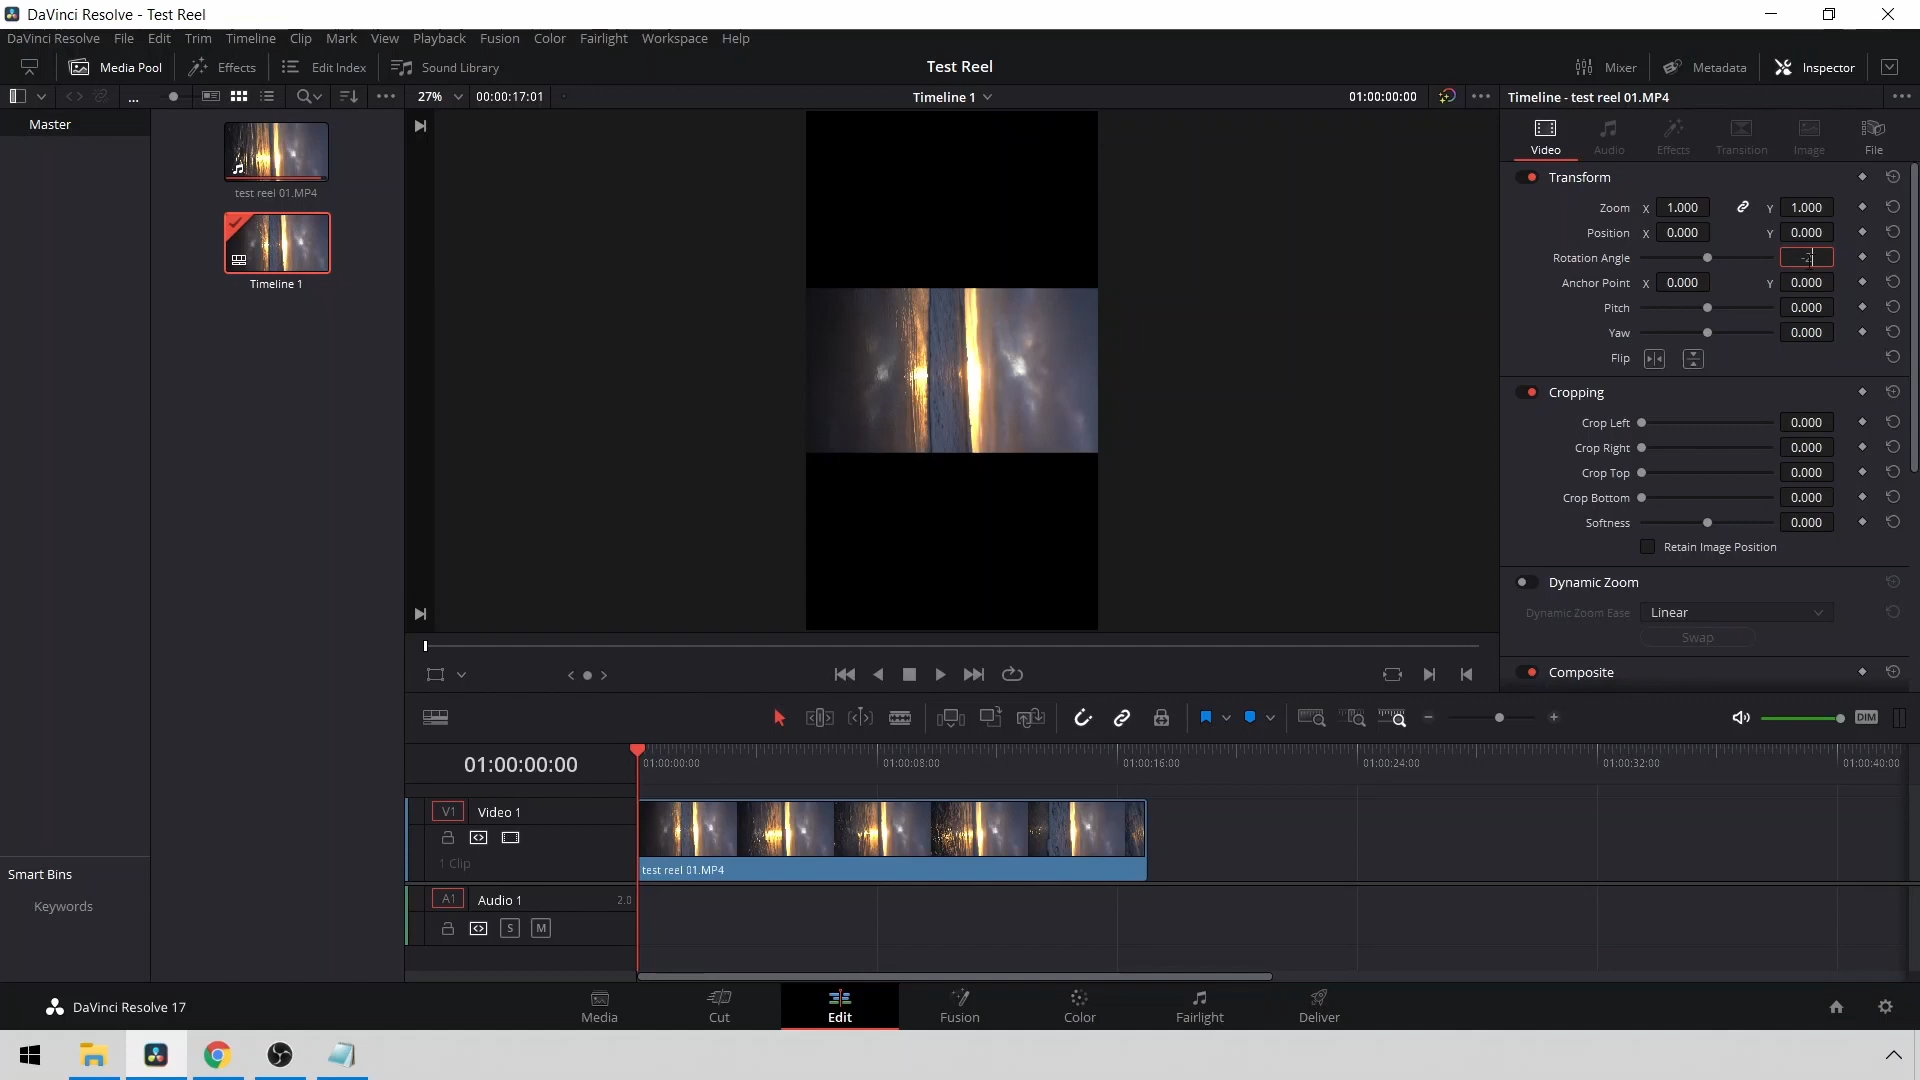 DaVinci Resolve - Test Reel
DaVinci Resolve File Edit Trim Timeline Clip Mark View Playback Fusion Color Fairlight Workspace Help
Media Pool Effects Edit Index Sound Library Test Reel Mixer Metadata Inspector
... 27% 00:00:17:01 Timeline 1 01:00:00:00 Timeline - test reel 01.MP4
Master
Video Audio Effects Transition Image File
Transform
test reel 01.MP4
Zoom X 1.000 Y 1.000
Position X 0.000 Y 0.000
Rotation Angle
Anchor Point X 0.000 Y 0.000
Timeline 1
Pitch 0.000
Yaw 0.000
Flip
Cropping
Crop Left 0.000
Crop Right 0.000
Crop Top 0.000
Crop Bottom 0.000
Softness 0.000
Retain Image Position
Dynamic Zoom
Dynamic Zoom Ease Linear
Swap
Composite
DIM
01:00:00:00
01:00:00:00 01:00:08:00 01:00:16:00 01:00:24:00 01:00:32:00 01:00:40:00
V1 Video 1
1 Clip
test reel 01.MP4
A1 Audio 1 2.0
S M
Smart Bins
Keywords
DaVinci Resolve 17
Media Cut Edit Fusion Color Fairlight Deliver